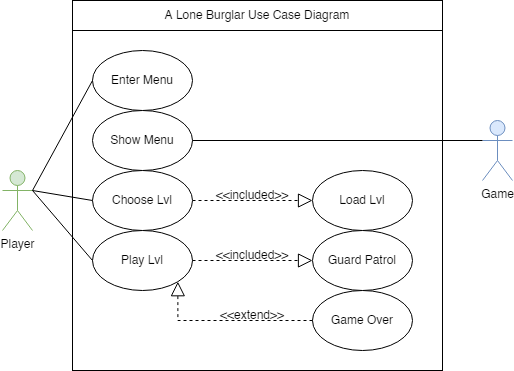 A Lone Burglar Use Case Diagram
Enter Menu
Show Menu
Choose Lvl
<<included>>
Load Lvl
Play Lvl
<<included>>
Guard Patrol
<<extend>>
Game Over
Player
Game